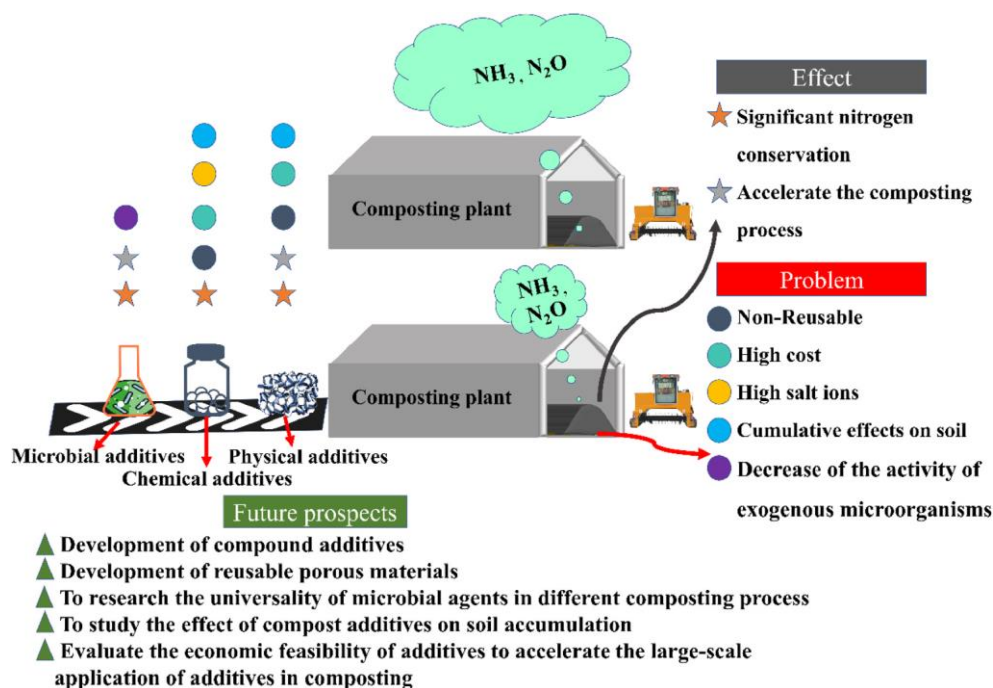 NH3, N2O
Composting plant
NH3,
N2O
Composting plant
Effect
Significant nitrogen
conservation
Accelerate the composting
process
Problem
Non-Reusable
High cost
High salt ions
Cumulative effects on soil
Decrease of the activity of
exogenous microorganisms
Microbial additives
Chemical additives
Physical additives
Future prospects
Development of compound additives
Development of reusable porous materials
To research the universality of microbial agents in different composting process
To study the effect of compost additives on soil accumulation
Evaluate the economic feasibility of additives to accelerate the large-scale
application of additives in composting